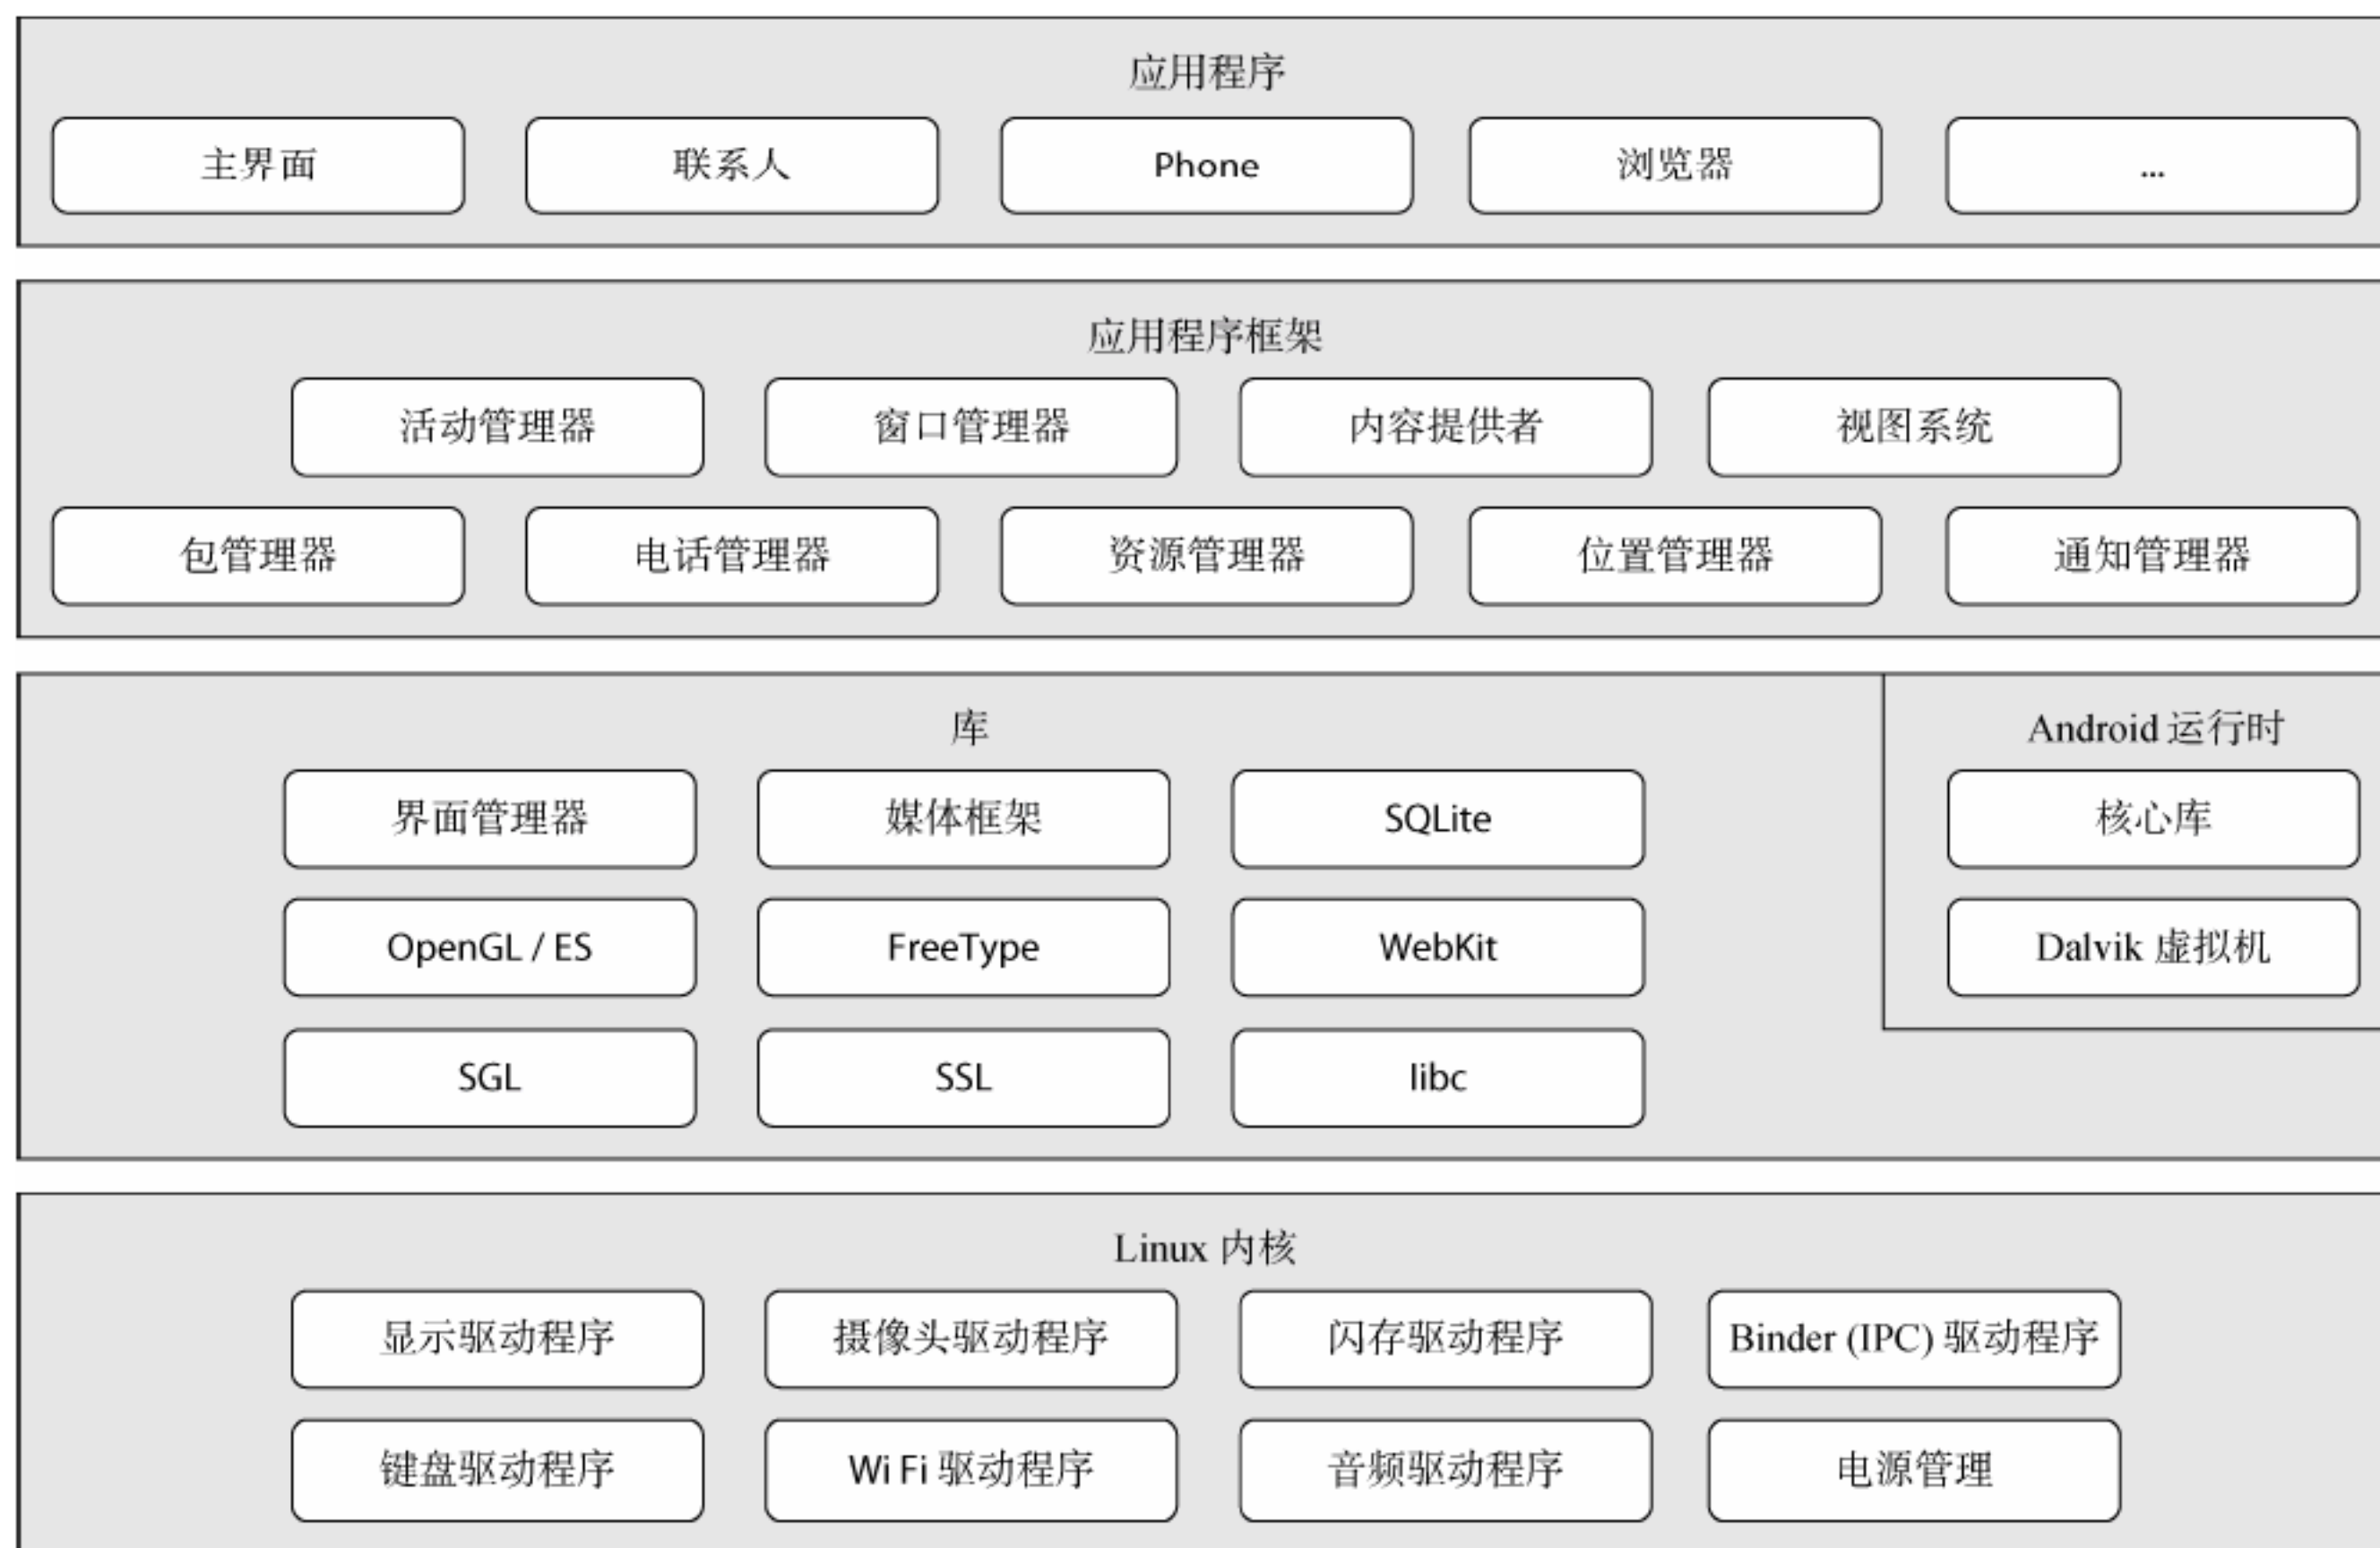 应用程序
主界面 联系人 Phone 浏览器 ...
应用程序框架
活动管理器 窗口管理器 内容提供者 视图系统
包管理器 电话管理器 资源管理器 位置管理器 通知管理器
库
界面管理器 媒体框架 SQLite
OpenGL / ES FreeType WebKit
SGL SSL libc
Android 运行时
核心库
Dalvik 虚拟机
Linux 内核
显示驱动程序 摄像头驱动程序 闪存驱动程序 Binder (IPC) 驱动程序
键盘驱动程序 Wi Fi 驱动程序 音频驱动程序 电源管理